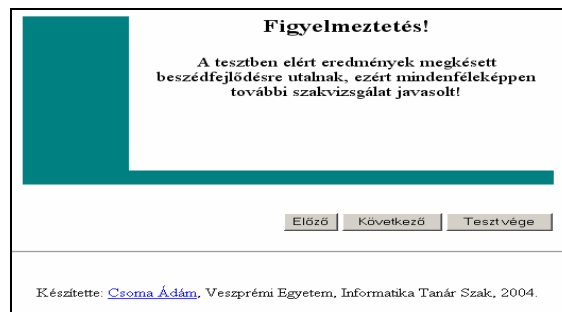 Figyelmeztetés!
A tesztben elért eredmények megkésett
beszédfejlődésre utalnak, ezért mindenféleképpen
további szakvizsgálat javasolt!
Előző Következő Teszt vége
Készítette: Csoma Ádám, Veszprémi Egyetem, Informatika Tanár Szak, 2004.